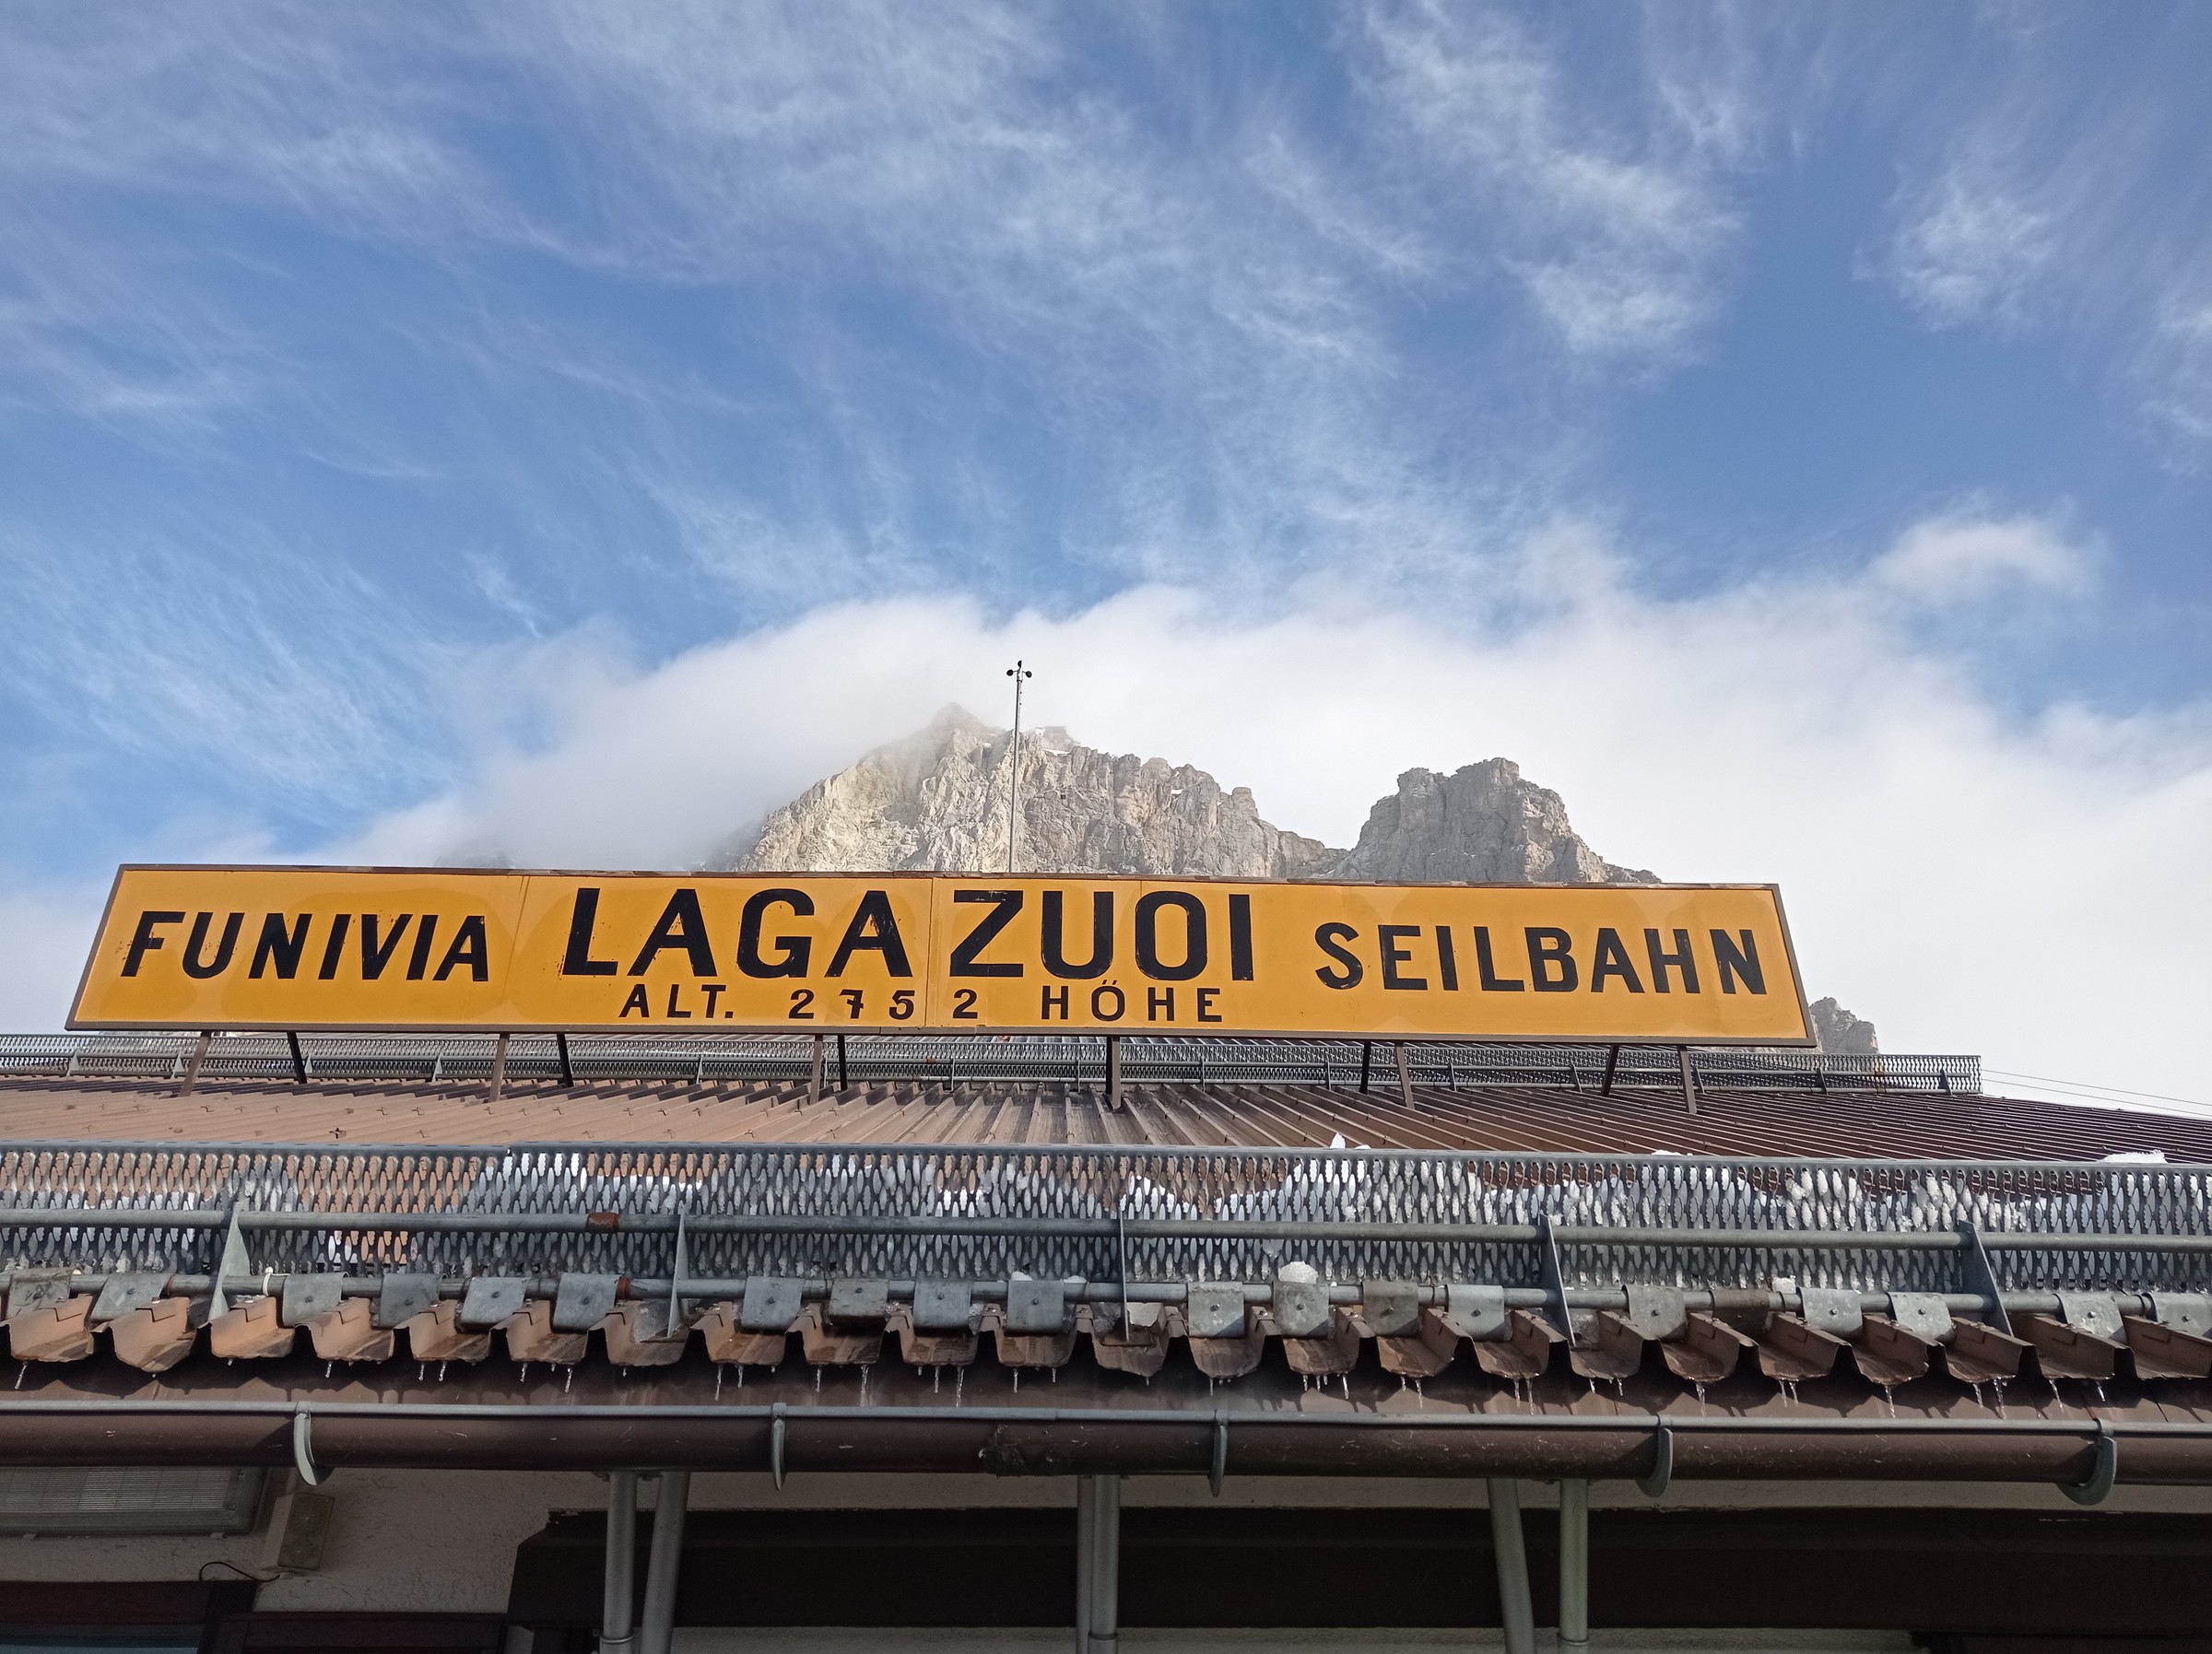 FUNIVIA LAGAZUOI SEILBAHN
ALT. 2752 HÖHE